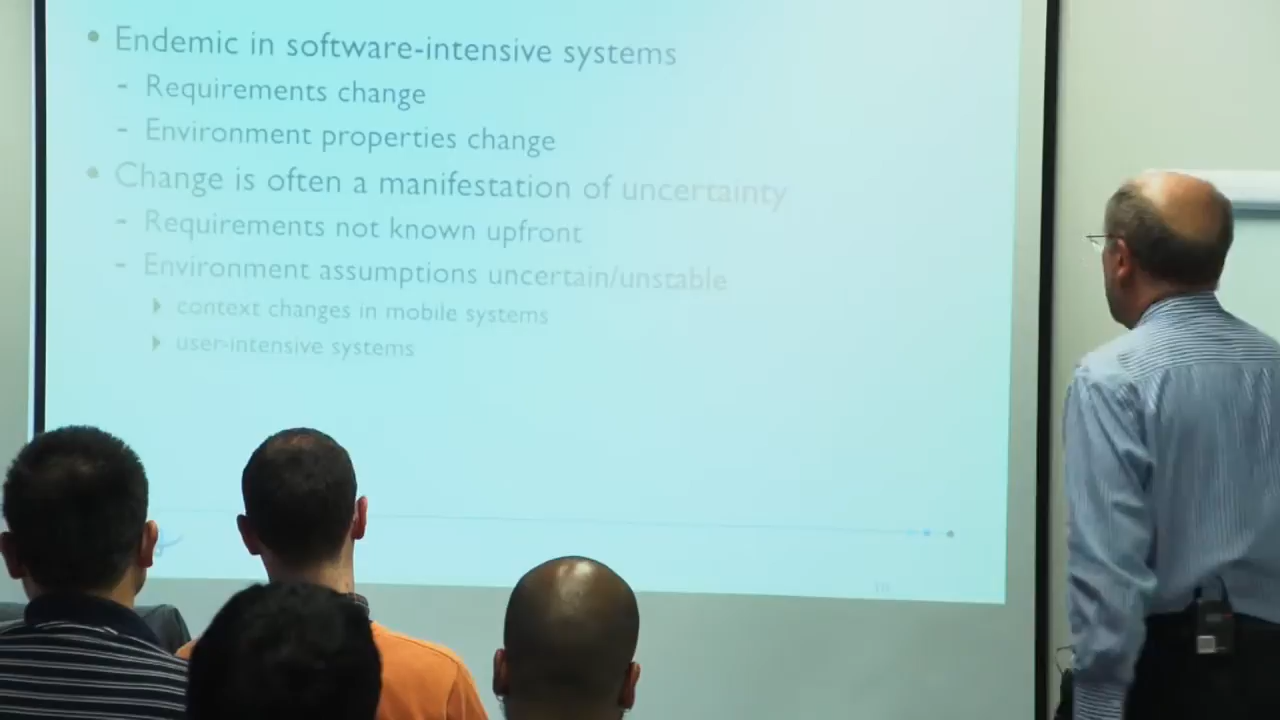 • Endemic in software-intensive systems
- Requirements change
- Environment properties change
• Change is often a manifestation of uncertainty
- Requirements not known upfront
- Environment assumptions uncertain/unstable
context changes in mobile systems
user-intensive systems